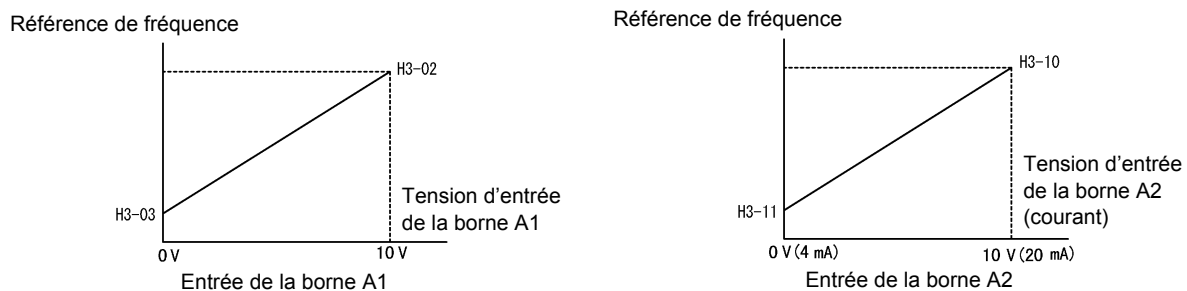 Référence de fréquence
H3-02
H3-03
Tension d'entrée
de la borne A1
0 V
10 V
Entrée de la borne A1
Référence de fréquence
H3-10
H3-11
Tension d'entrée
de la borne A2
(courant)
0 V (4 mA)
10 V (20 mA)
Entrée de la borne A2